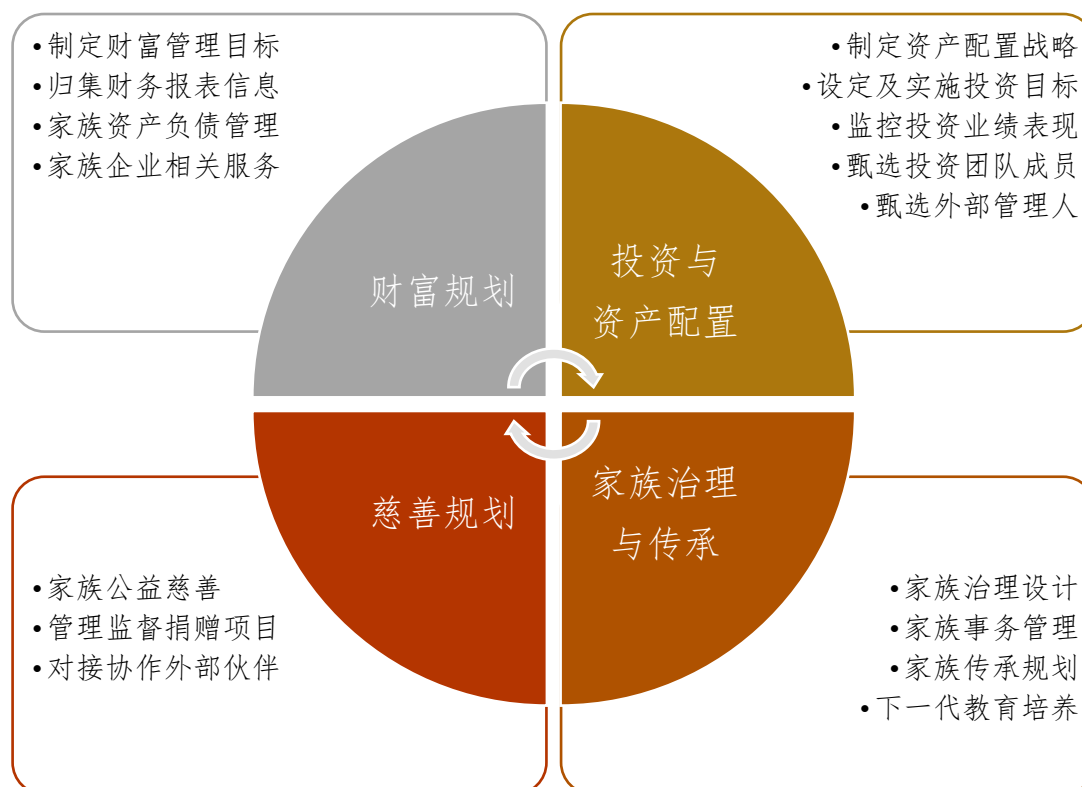 •制定财富管理目标
•归集财务报表信息
•家族资产负债管理
•家族企业相关服务
•制定资产配置战略
•设定及实施投资目标
•监控投资业绩表现
•甄选投资团队成员
•甄选外部管理人
财富规划
投资与
资产配置
慈善规划
家族治理
与传承
•家族公益慈善
•管理监督捐赠项目
•对接协作外部伙伴
•家族治理设计
•家族事务管理
•家族传承规划
•下一代教育培养